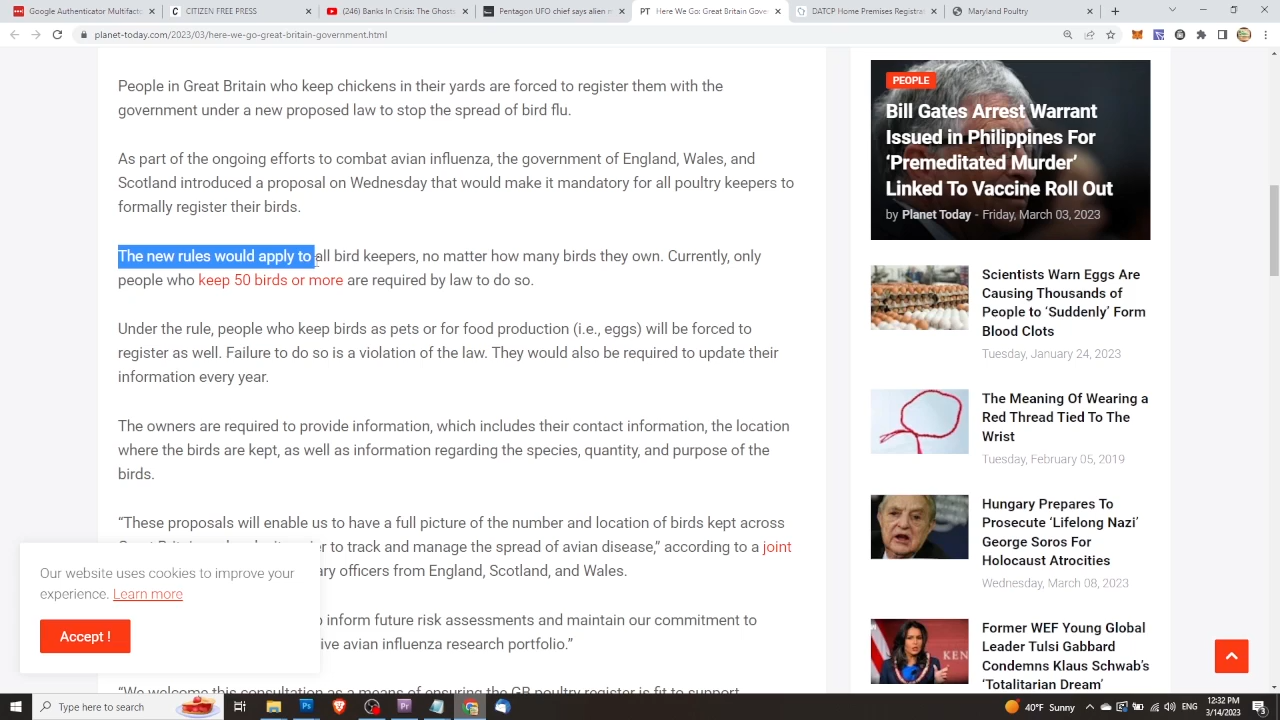 Google Authenticator Multifac
CITIZEN FREE PRESS
(246) Banks In Crisis: The Ghosts
Pentagon UFO chief says alien m
Here We Go: Great Britain Gover
DATCP Home Premises Registrat
Maryland Poultry
12:33 PM
planet-today.com/2023/03/here-we-go-great-britain-government.html
People in Great Britain who keep chickens in their yards are forced to register them with the
government under a new proposed law to stop the spread of bird flu.
As part of the ongoing efforts to combat avian influenza, the government of England, Wales, and
Scotland introduced a proposal on Wednesday that would make it mandatory for all poultry keepers to
formally register their birds.
The new rules would apply to all bird keepers, no matter how many birds they own. Currently, only
people who keep 50 birds or more are required by law to do so.
Under the rule, people who keep birds as pets or for food production (i.e., eggs) will be forced to
register as well. Failure to do so is a violation of the law. They would also be required to update their
information every year.
The owners are required to provide information, which includes their contact information, the location
where the birds are kept, as well as information regarding the species, quantity, and purpose of the
birds.
“These proposals will enable us to have a full picture of the number and location of birds kept across
to track and manage the spread of avian disease,” according to a joint
officers from England, Scotland, and Wales.
inform future risk assessments and maintain our commitment to
avian influenza research portfolio.”
“We welcome this consultation as a means of ensuring the GB poultry register is fit to support
Our website uses cookies to improve your
experience. Learn more
Accept !
PEOPLE
Bill Gates Arrest Warrant
Issued in Philippines For
‘Premeditated Murder’
Linked To Vaccine Roll Out
by Planet Today - Friday, March 03, 2023
Scientists Warn Eggs Are
Causing Thousands of
People to ‘Suddenly’ Form
Blood Clots
Tuesday, January 24, 2023
The Meaning Of Wearing a
Red Thread Tied To The
Wrist
Tuesday, February 05, 2019
Hungary Prepares To
Prosecute ‘Lifelong Nazi’
George Soros For
Holocaust Atrocities
Wednesday, March 08, 2023
KEN
Former WEF Young Global
Leader Tulsi Gabbard
Condemns Klaus Schwab’s
‘Totalitarian Dream’
Type here to search
40°F Sunny
12:32 PM
3/14/2023